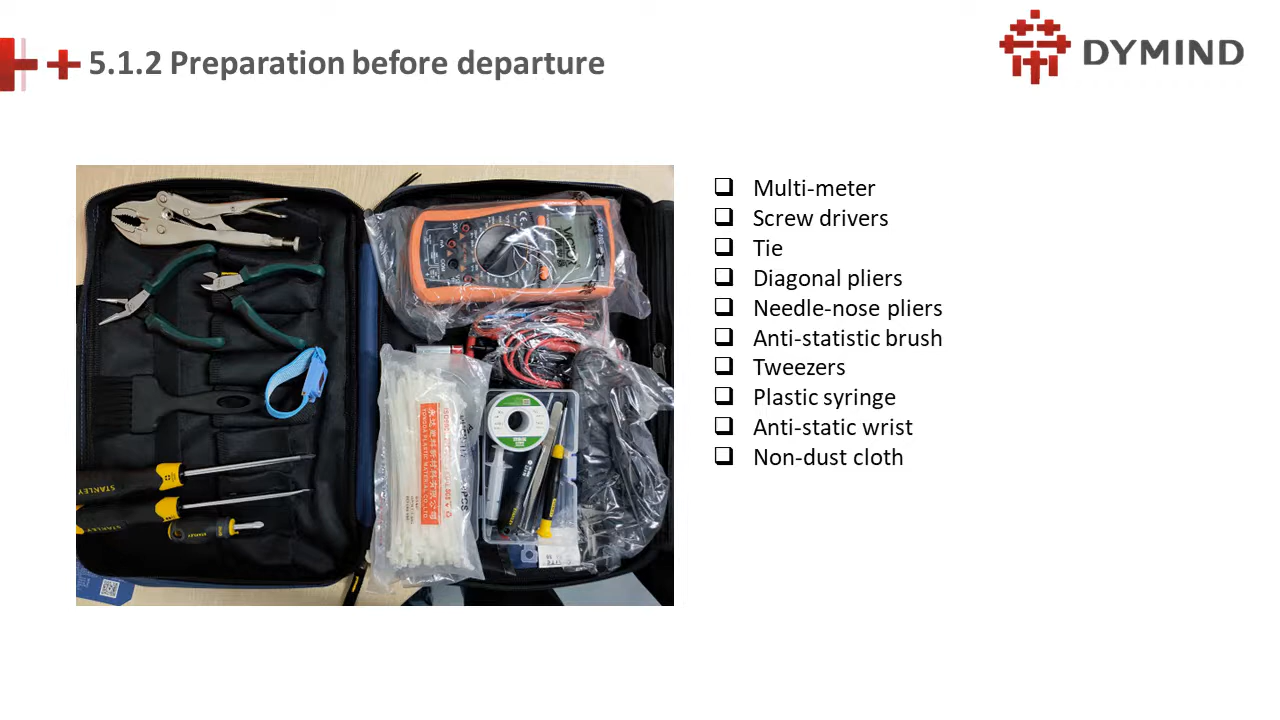 5.1.2 Preparation before departure
DYMIND
Multi-meter
Screw drivers
Tie
Diagonal pliers
Needle-nose pliers
Anti-statistic brush
Tweezers
Plastic syringe
Anti-static wrist
Non-dust cloth
STANLEY
STANLEY